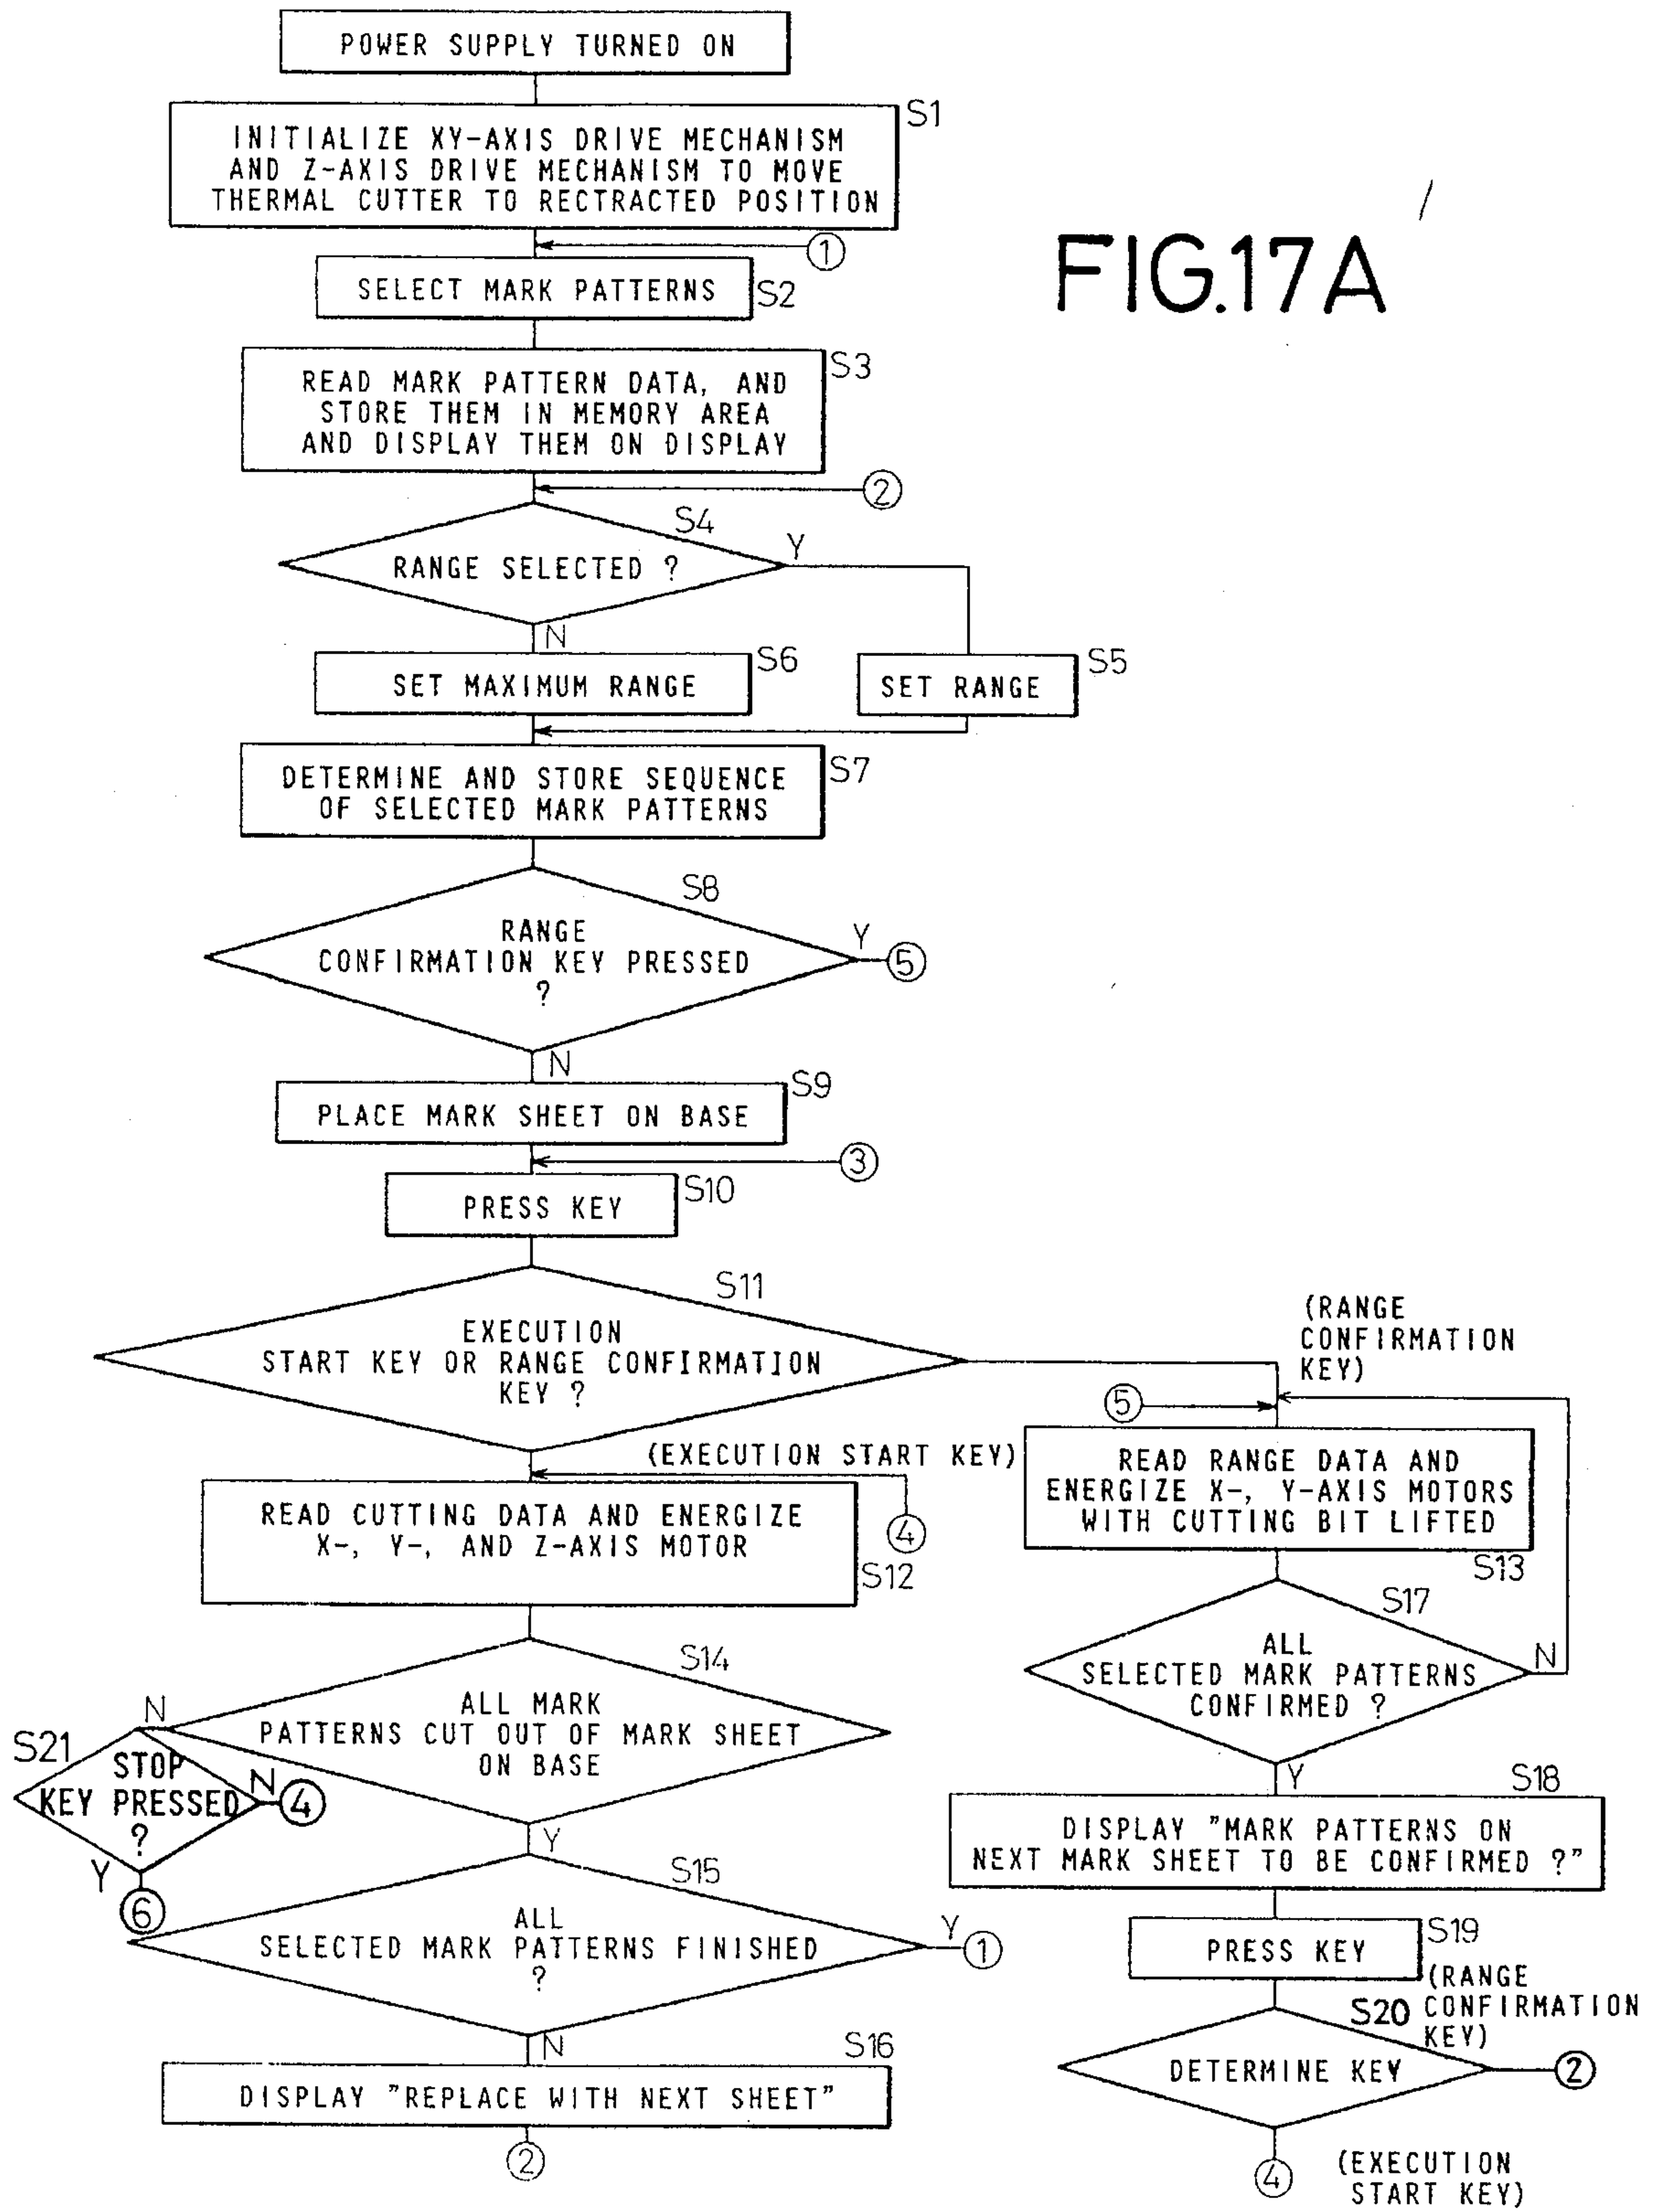 POWER SUPPLY TURNED ON
S1
INITIALIZE XY-AXIS DRIVE MECHANISM
AND Z-AXIS DRIVE MECHANISM TO MOVE
THERMAL CUTTER TO RECTRACTED POSITION
FIG.17A
1
SELECT MARK PATTERNS
S2
S3
READ MARK PATTERN DATA, AND
STORE THEM IN MEMORY AREA
AND DISPLAY THEM ON DISPLAY
2
S4
RANGE SELECTED ?
Y
N
S6
SET MAXIMUM RANGE
S5
SET RANGE
S7
DETERMINE AND STORE SEQUENCE
OF SELECTED MARK PATTERNS
S8
RANGE
CONFIRMATION KEY PRESSED
?
Y
5
N
S9
PLACE MARK SHEET ON BASE
3
S10
PRESS KEY
S11
EXECUTION
START KEY OR RANGE CONFIRMATION
KEY ?
(RANGE
CONFIRMATION
KEY)
5
(EXECUTION START KEY)
READ CUTTING DATA AND ENERGIZE
X-, Y-, AND Z-AXIS MOTOR
4
S12
READ RANGE DATA AND
ENERGIZE X-, Y-AXIS MOTORS
WITH CUTTING BIT LIFTED
S13
S17
ALL
SELECTED MARK PATTERNS
CONFIRMED ?
N
Y
S14
ALL MARK
PATTERNS CUT OUT OF MARK SHEET
ON BASE
N
S21
STOP
KEY PRESSED
?
N
4
Y
6
Y
S15
ALL
SELECTED MARK PATTERNS FINISHED
?
Y
1
N
S16
DISPLAY "REPLACE WITH NEXT SHEET"
2
S18
DISPLAY "MARK PATTERNS ON
NEXT MARK SHEET TO BE CONFIRMED ?"
S19
PRESS KEY
(RANGE
CONFIRMATION
KEY)
S20
DETERMINE KEY
2
4
(EXECUTION
START KEY)